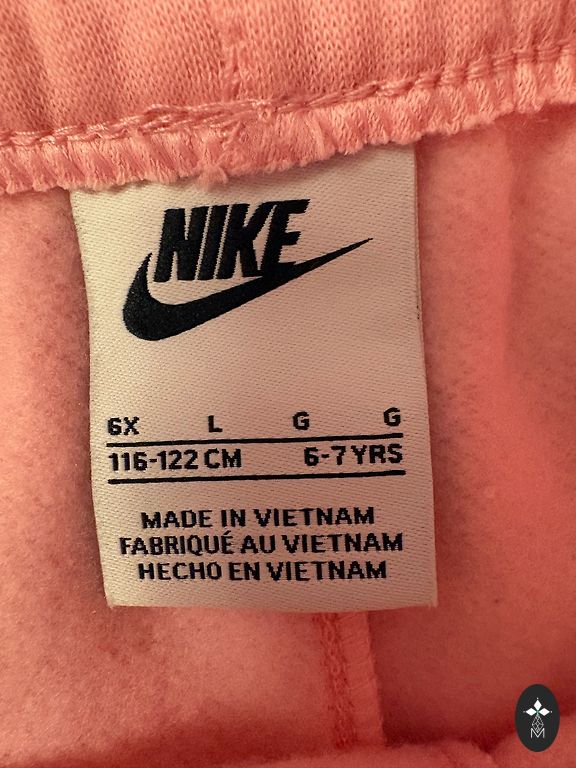 NIKE
6X L G G
116-122 CM 6-7 YRS
MADE IN VIETNAM
FABRIQUÉ AU VIETNAM
HECHO EN VIETNAM